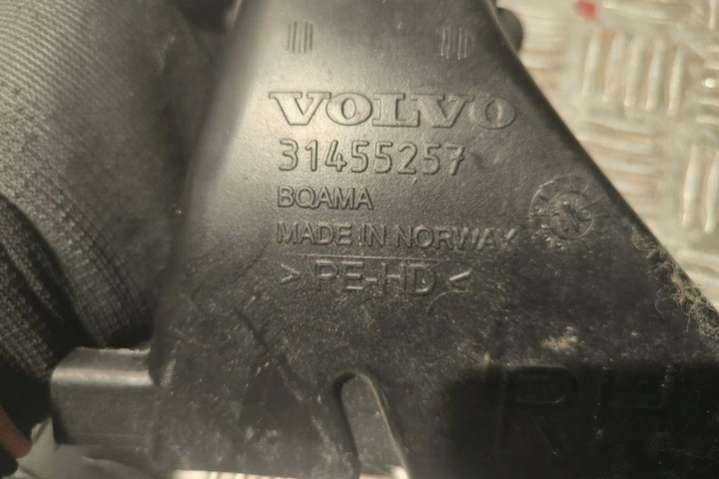 VOLVO
31455257
BQAMA
MADE IN NORWAY
> PE-HD <